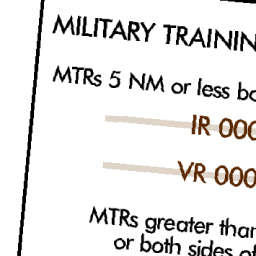 MILITARY TRAININ
MTRs 5 NM or less bo
IR 000
VR 000
MTRs greater than
or both sides of